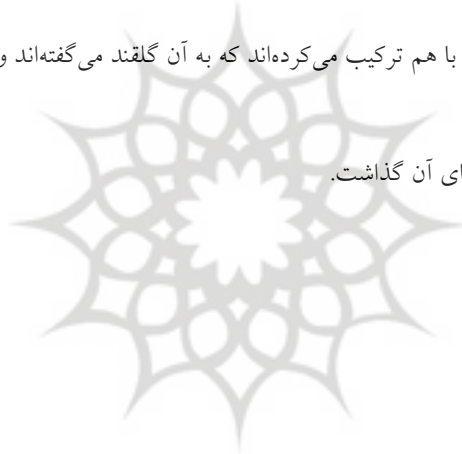 با هم ترکیب می‌کرده‌اند که به آن گلقند می‌گفته‌اند و
ای آن گذاشت.